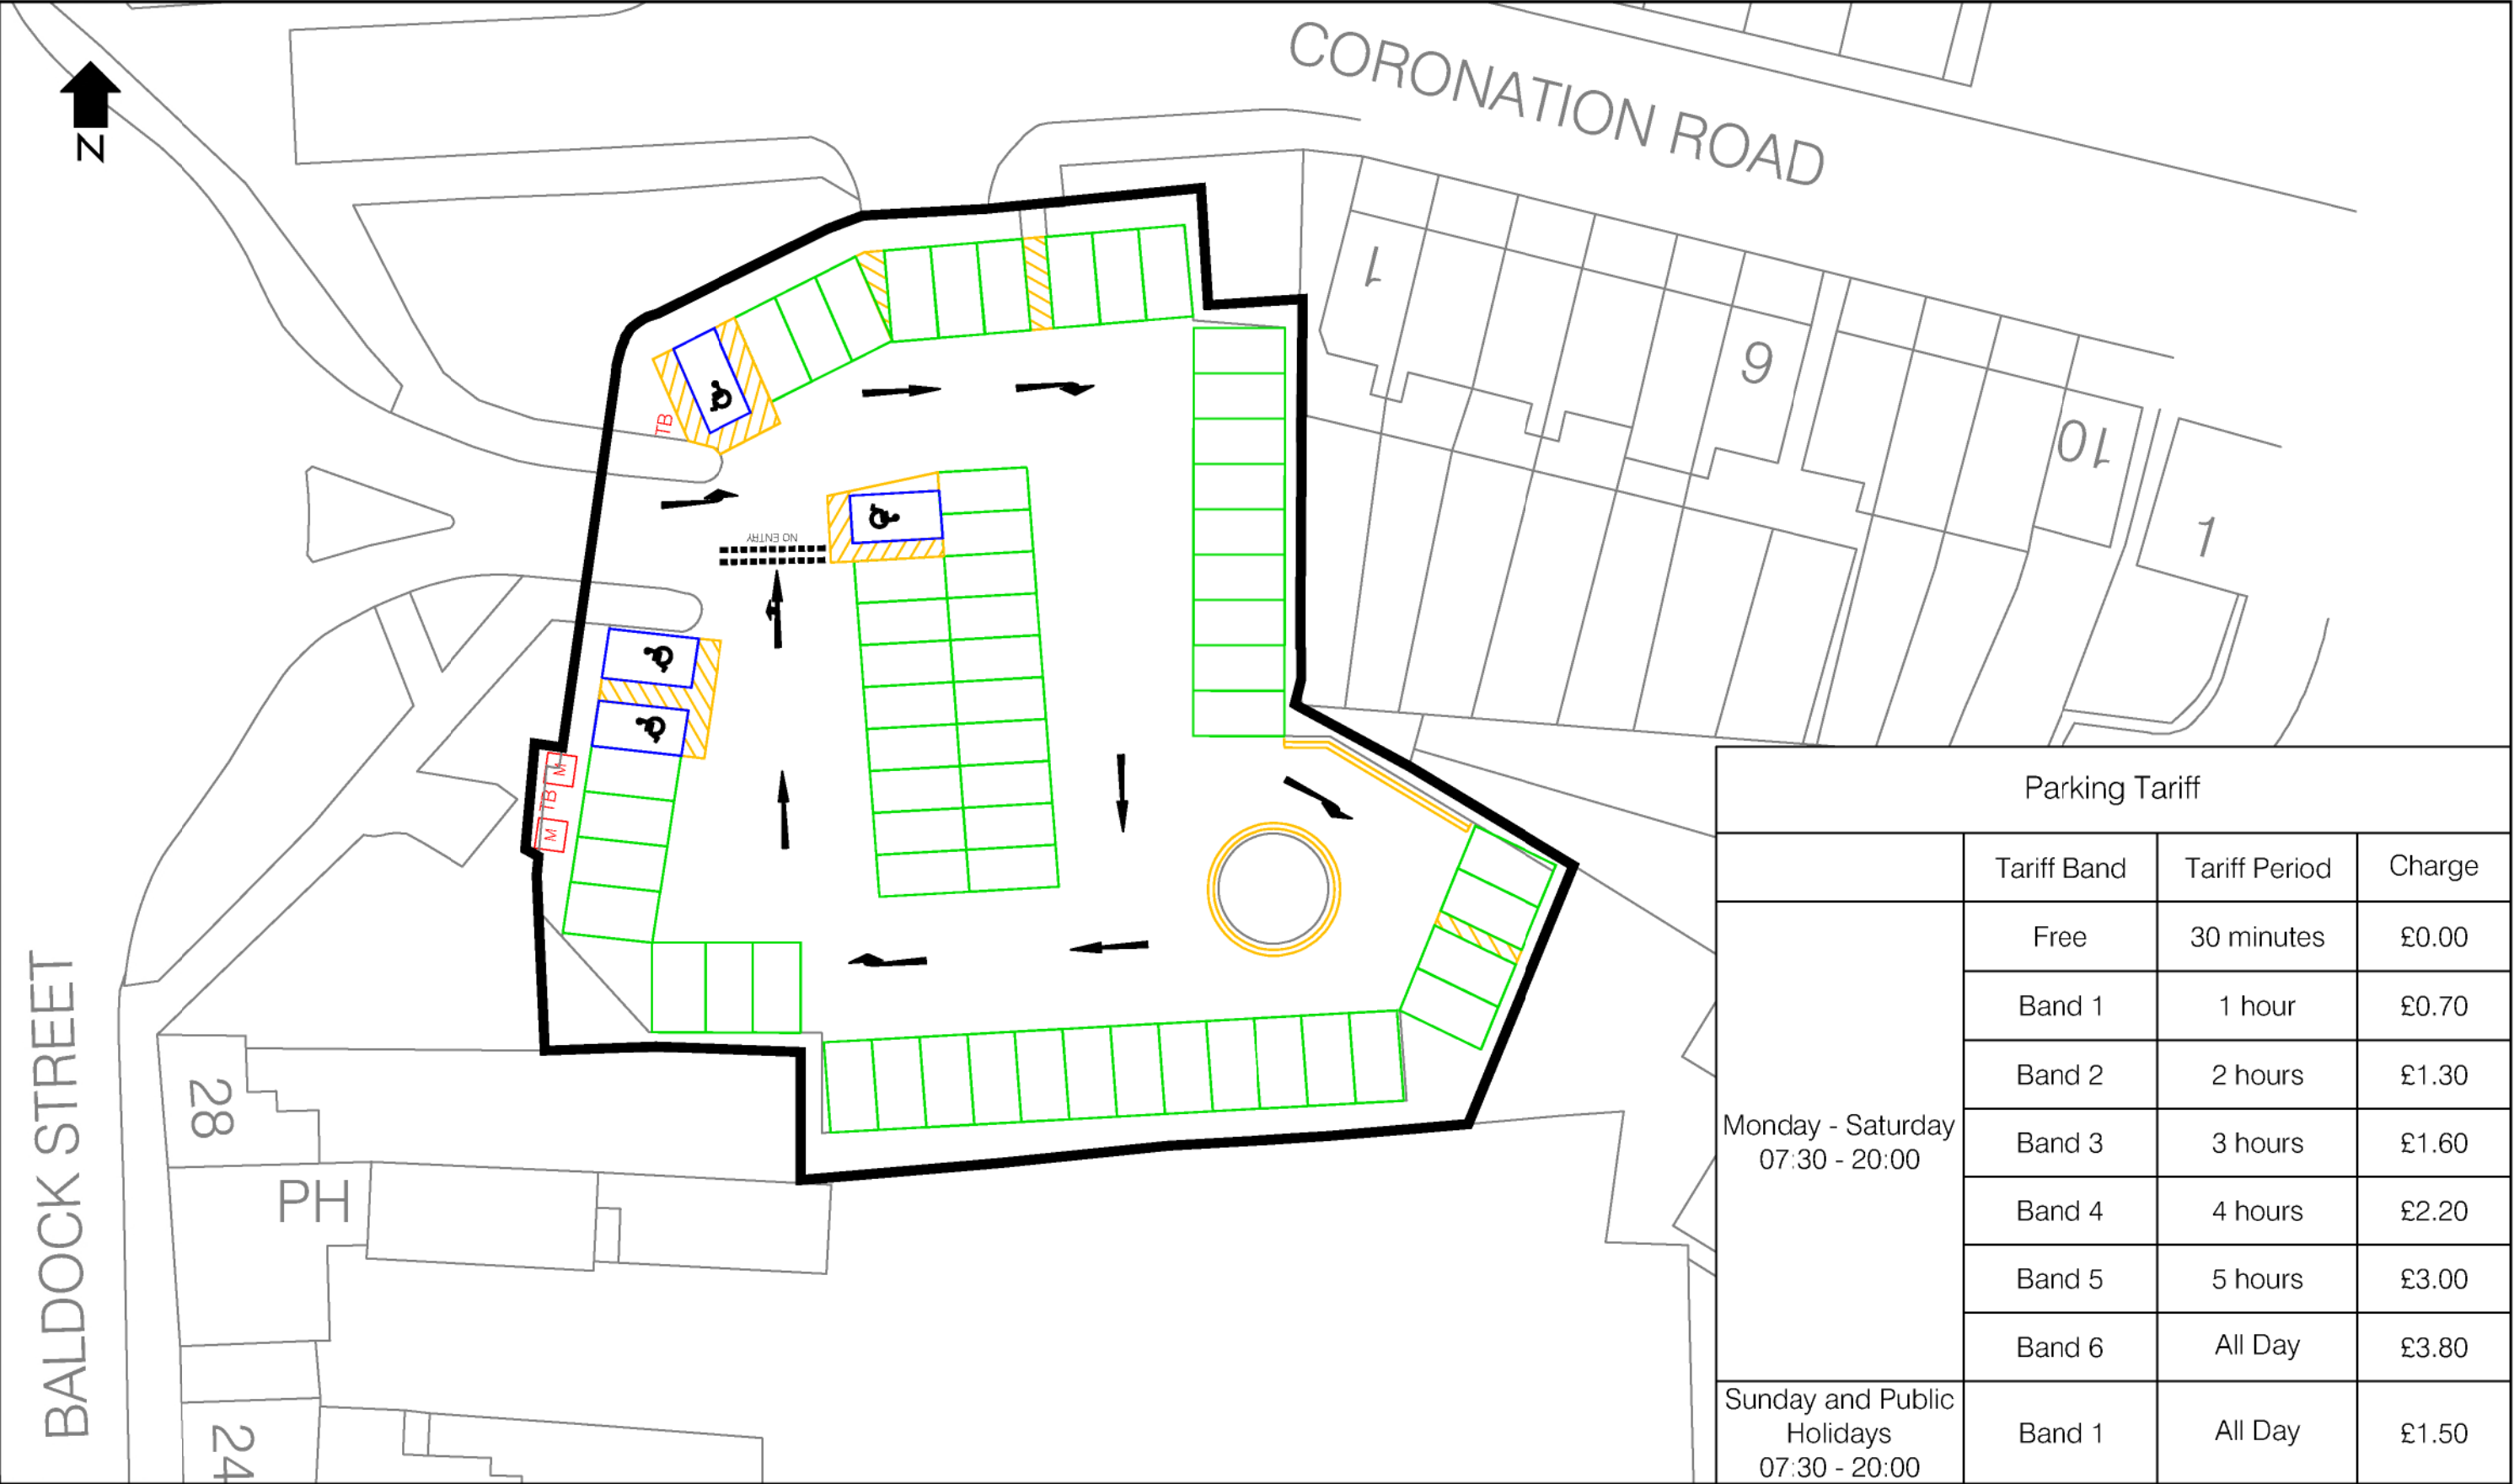 CORONATION ROAD
N
1
6
10
1
TB
NO ENTRY
M
TB
M
BALDOCK STREET
28
PH
24
Parking Tariff
Tariff Band Tariff Period Charge
Monday - Saturday
07:30 - 20:00
Free 30 minutes £0.00
Band 1 1 hour £0.70
Band 2 2 hours £1.30
Band 3 3 hours £1.60
Band 4 4 hours £2.20
Band 5 5 hours £3.00
Band 6 All Day £3.80
Sunday and Public
Holidays
07:30 - 20:00
Band 1 All Day £1.50